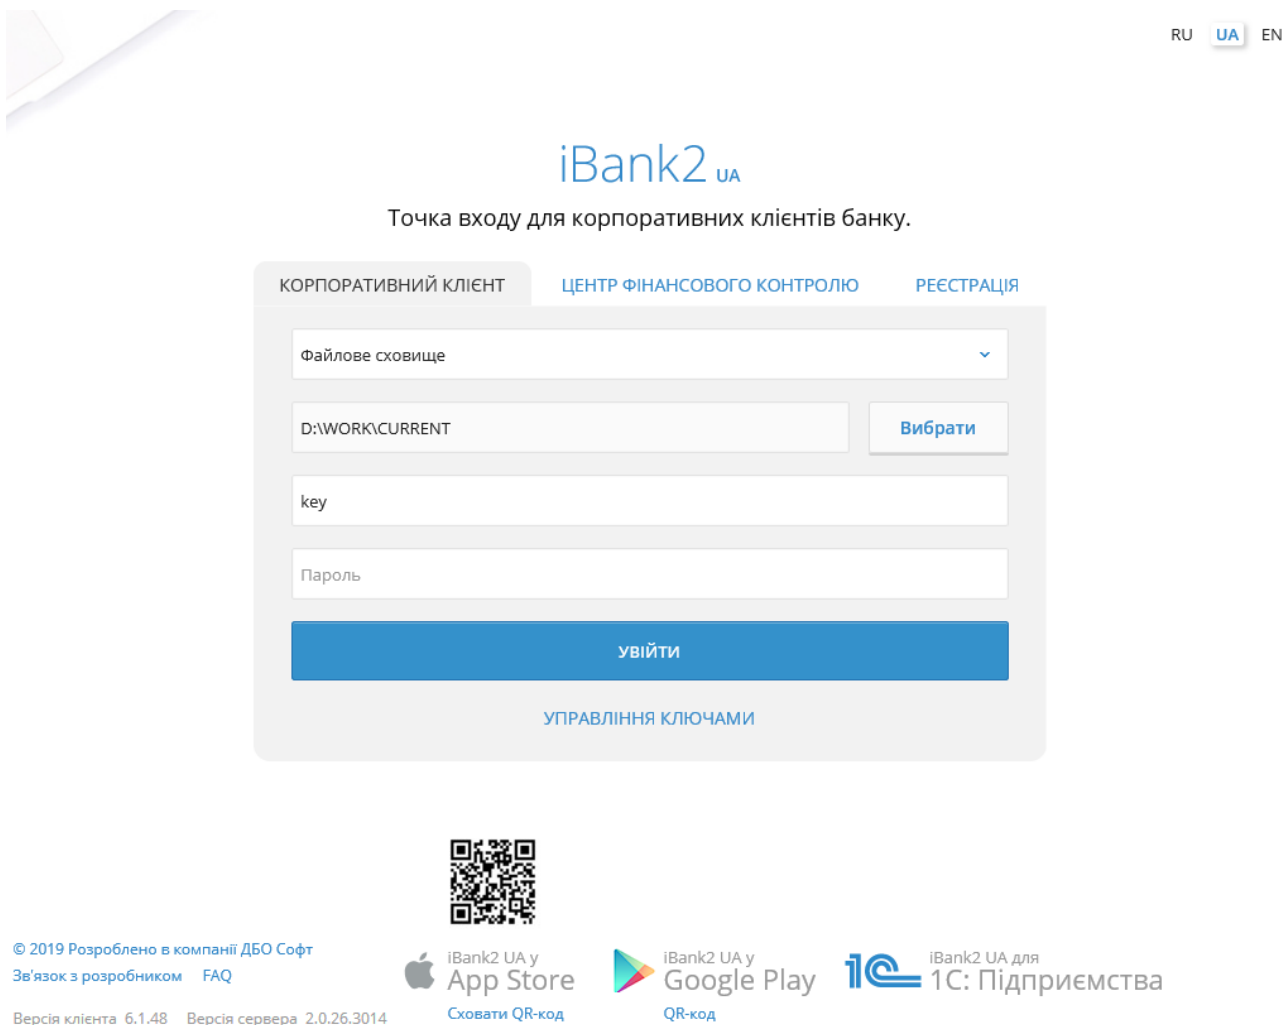 RU UA EN
iBank2 UA
Точка входу для корпоративних клієнтів банку.
КОРПОРАТИВНИЙ КЛІЄНТ ЦЕНТР ФІНАНСОВОГО КОНТРОЛЮ РЕЄСТРАЦІЯ
Файлове сховище
D:\WORK\CURRENT Вибрати
key
Пароль
УВІЙТИ
УПРАВЛІННЯ КЛЮЧАМИ
© 2019 Розроблено в компанії ДБО Софт
Зв'язок з розробником FAQ
Версія клієнта 6.1.48 Версія сервера 2.0.26.3014
iBank2 UA у
App Store
Сховати QR-код
iBank2 UA у
Google Play
QR-код
1С
iBank2 UA для
1С: Підприємства